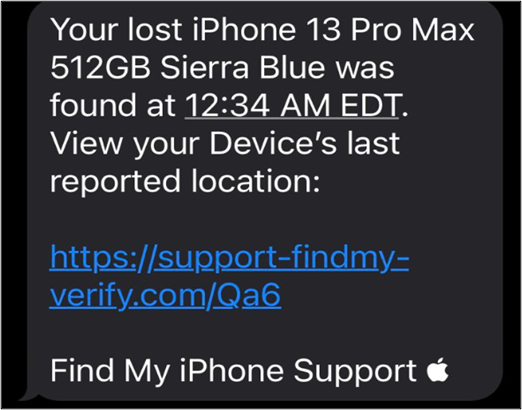 Your lost iPhone 13 Pro Max
512GB Sierra Blue was
found at 12:34 AM EDT.
View your Device’s last
reported location:
https://support-findmy-
verify.com/Qa6
Find My iPhone Support